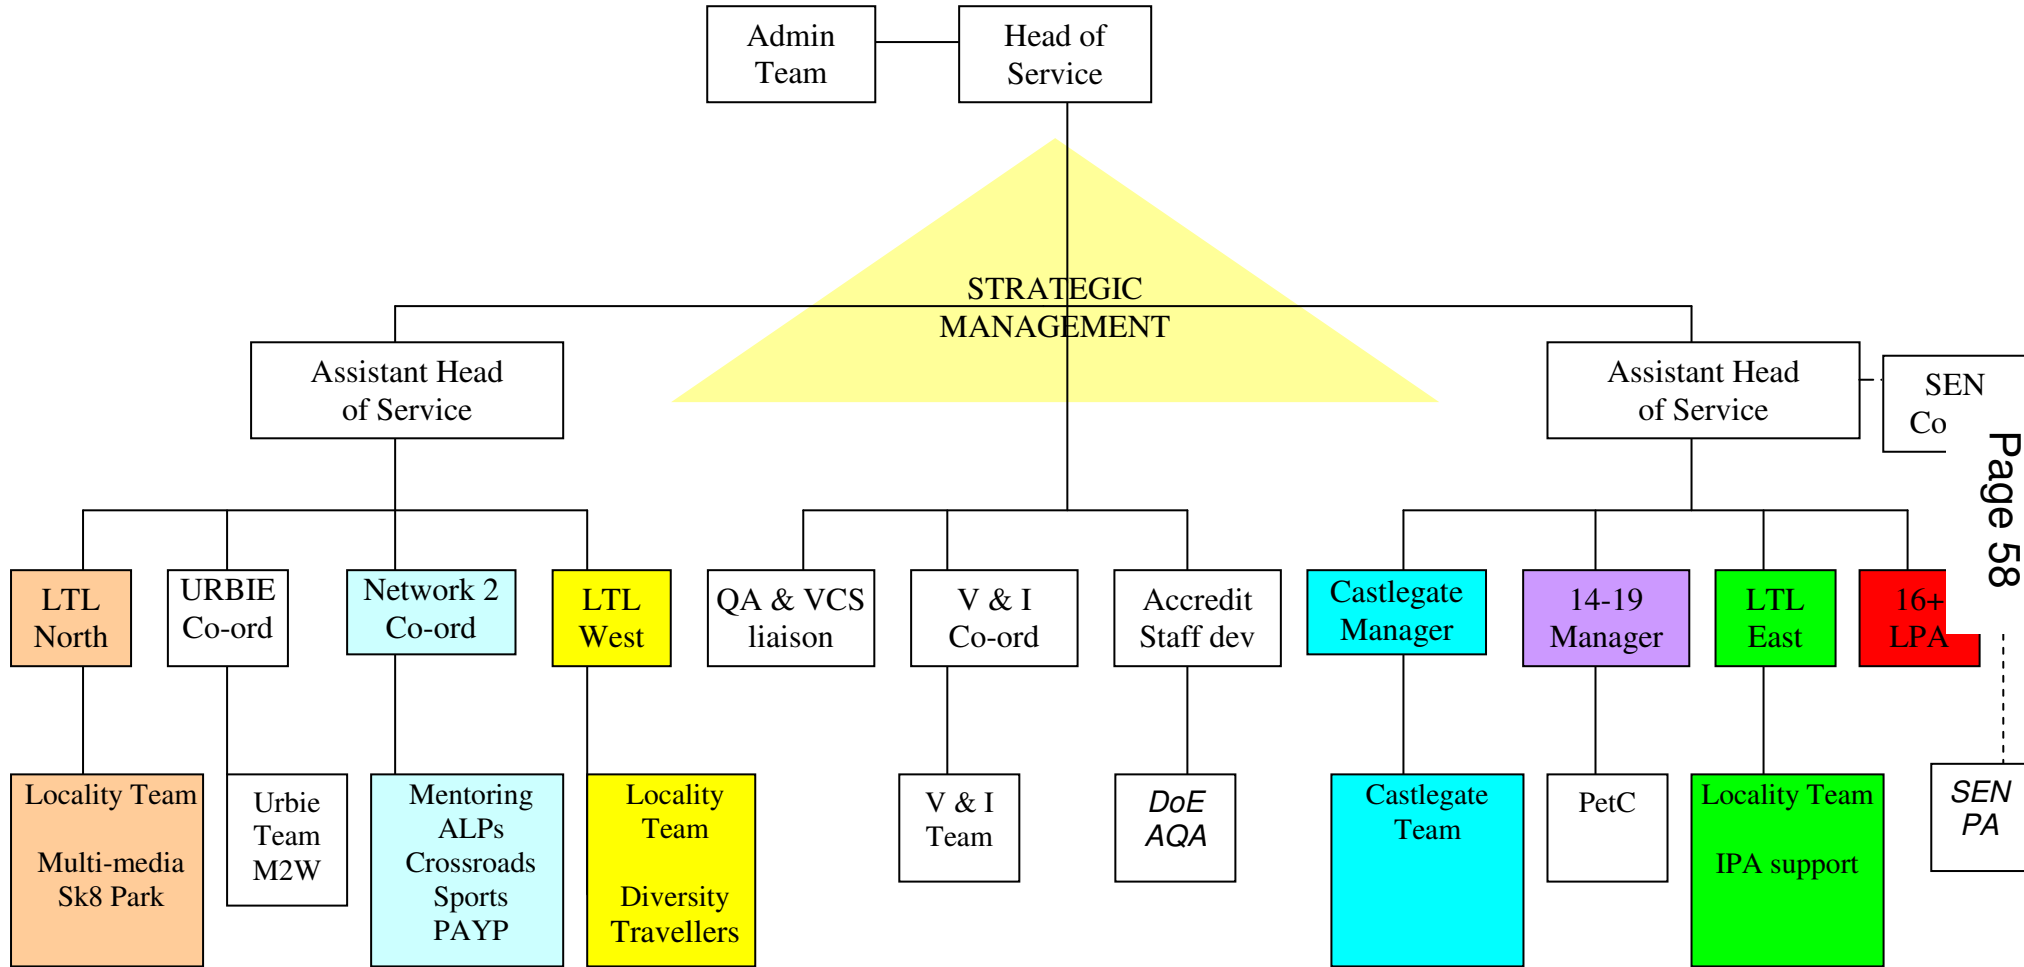 Admin
Team
Head of
Service
STRATEGIC
MANAGEMENT
Assistant Head
of Service
Assistant Head
of Service
SEN
Co
Page 58
LTL
North
URBIE
Co-ord
Network 2
Co-ord
LTL
West
QA & VCS
liaison
V & I
Co-ord
Accredit
Staff dev
Castlegate
Manager
14-19
Manager
LTL
East
16+
LPA
Locality Team
Multi-media
Sk8 Park
Urbie
Team
M2W
Mentoring
ALPs
Crossroads
Sports
PAYP
Locality
Team
Diversity
Travellers
V & I
Team
DoE
AQA
Castlegate
Team
PetC
Locality Team
IPA support
SEN
PA